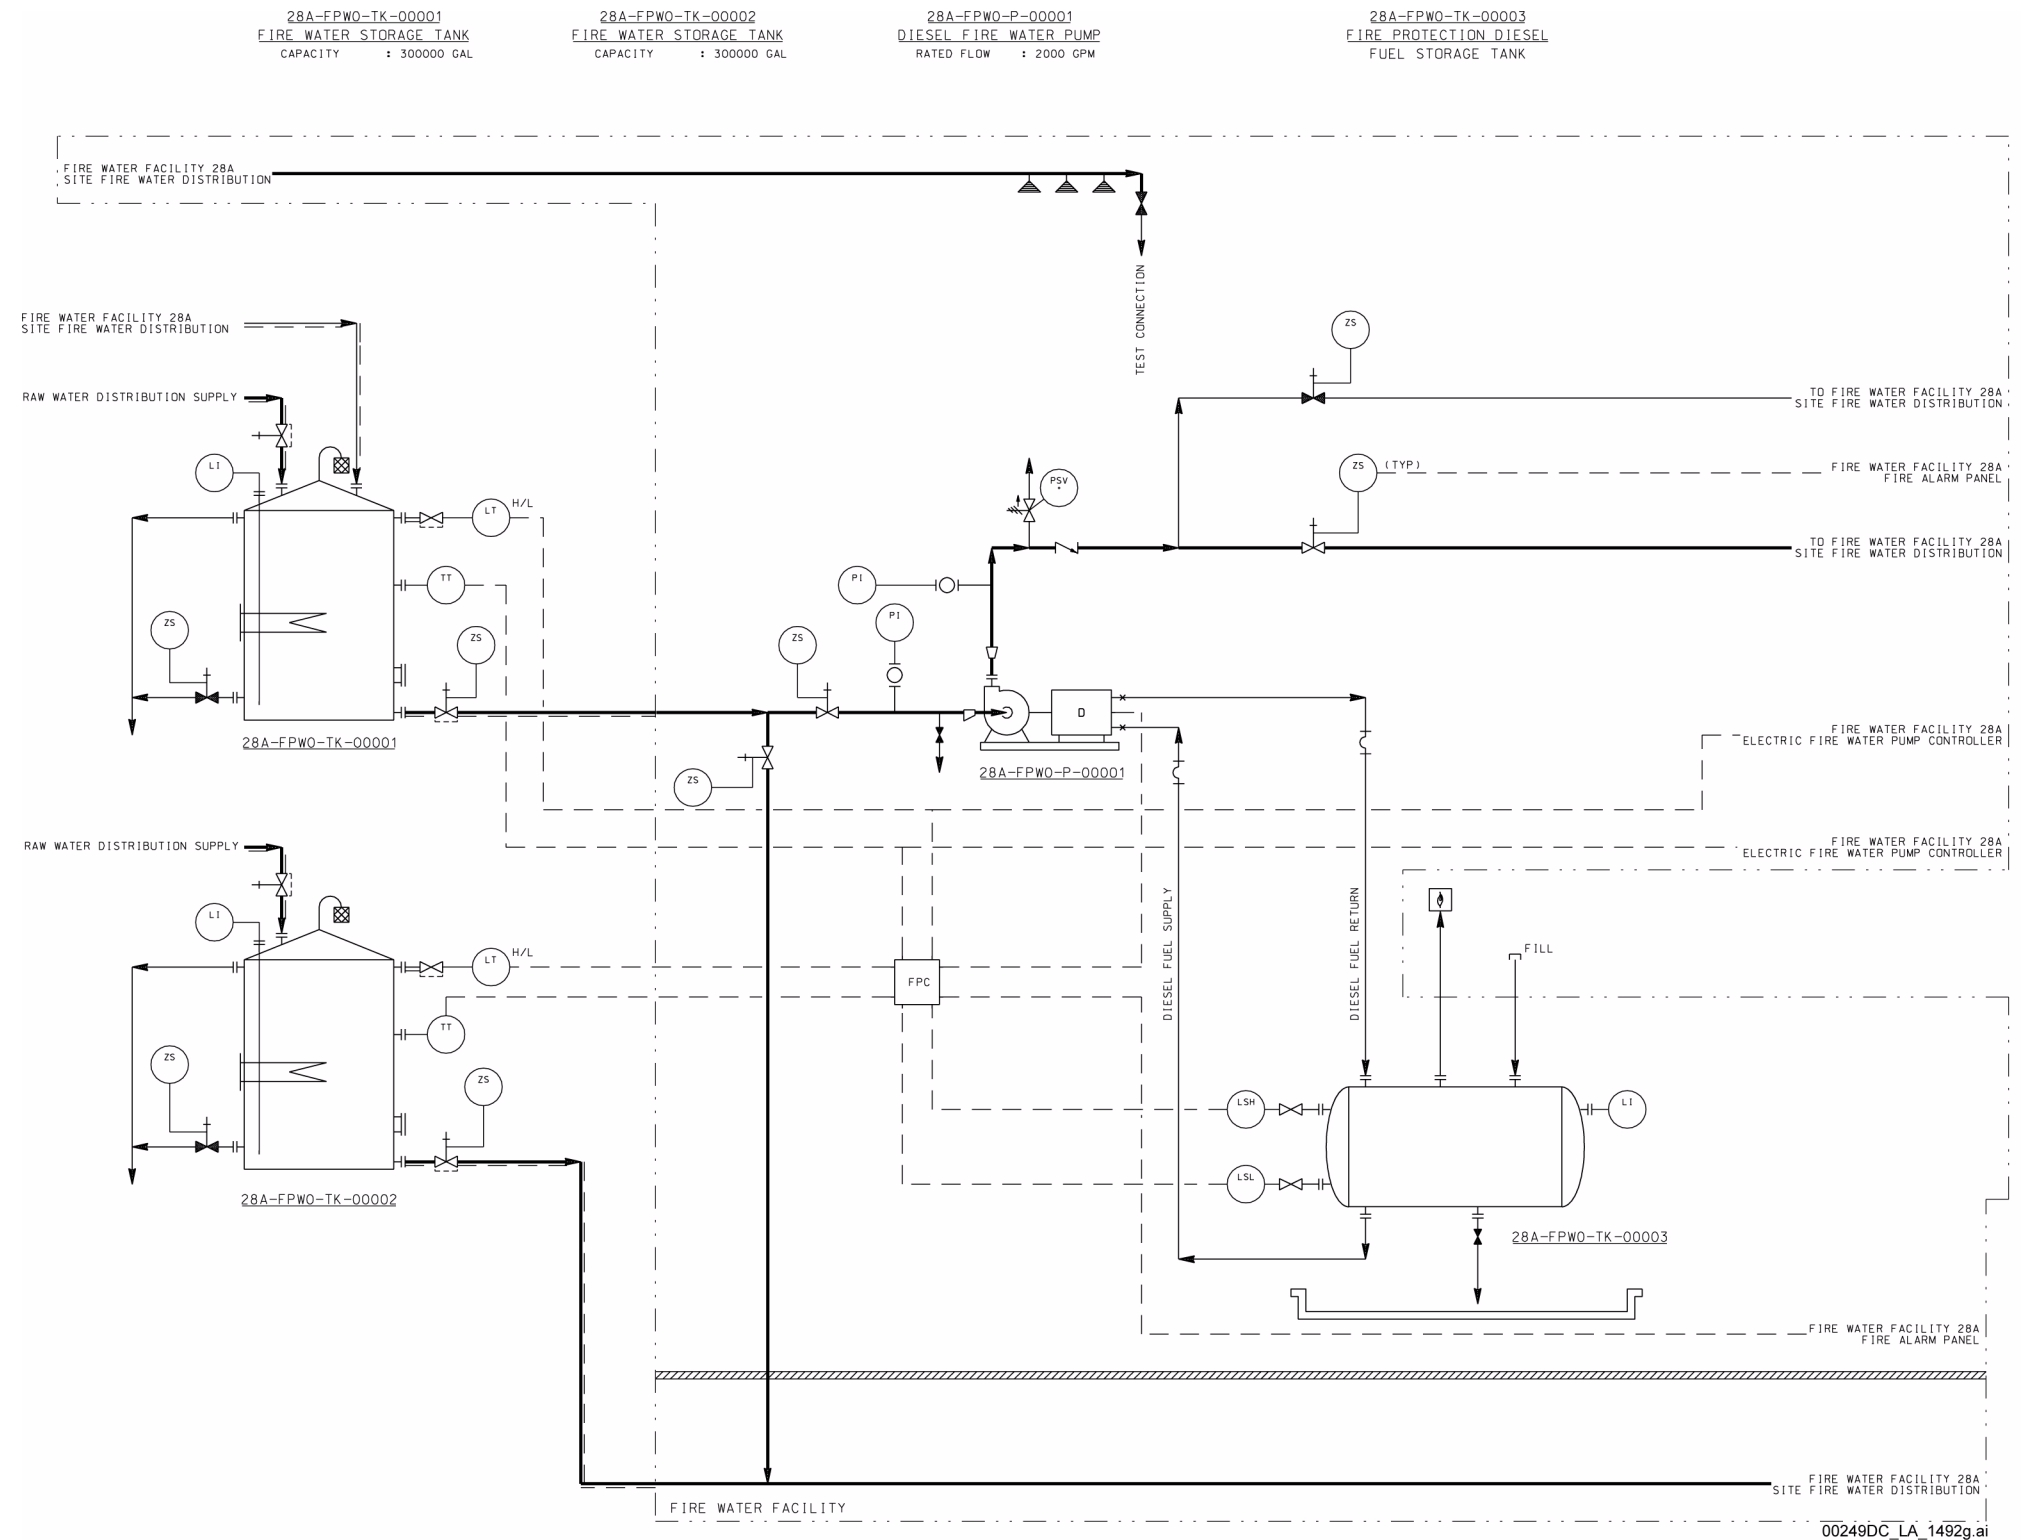 28A-FPWO-TK-00001
FIRE WATER STORAGE TANK
CAPACITY : 300000 GAL
28A-FPWO-TK-00002
FIRE WATER STORAGE TANK
CAPACITY : 300000 GAL
28A-FPWO-P-00001
DIESEL FIRE WATER PUMP
RATED FLOW : 2000 GPM
28A-FPWO-TK-00003
FIRE PROTECTION DIESEL
FUEL STORAGE TANK
FIRE WATER FACILITY 28A
SITE FIRE WATER DISTRIBUTION
TEST CONNECTION
FIRE WATER FACILITY 28A
SITE FIRE WATER DISTRIBUTION
ZS
RAW WATER DISTRIBUTION SUPPLY
TO FIRE WATER FACILITY 28A
SITE FIRE WATER DISTRIBUTION
LI
ZS
(TYP)
FIRE WATER FACILITY 28A
FIRE ALARM PANEL
PSV
*
LT
H/L
TO FIRE WATER FACILITY 28A
SITE FIRE WATER DISTRIBUTION
TT
PI
PI
ZS
ZS
ZS
D
28A-FPWO-TK-00001
28A-FPWO-P-00001
ZS
FIRE WATER FACILITY 28A
ELECTRIC FIRE WATER PUMP CONTROLLER
RAW WATER DISTRIBUTION SUPPLY
FIRE WATER FACILITY 28A
ELECTRIC FIRE WATER PUMP CONTROLLER
LI
LT
H/L
FPC
DIESEL FUEL SUPPLY
DIESEL FUEL RETURN
FILL
TT
ZS
ZS
LSH
LI
LSL
28A-FPWO-TK-00002
28A-FPWO-TK-00003
FIRE WATER FACILITY 28A
FIRE ALARM PANEL
FIRE WATER FACILITY 28A
SITE FIRE WATER DISTRIBUTION
FIRE WATER FACILITY
00249DC_LA_1492g.ai